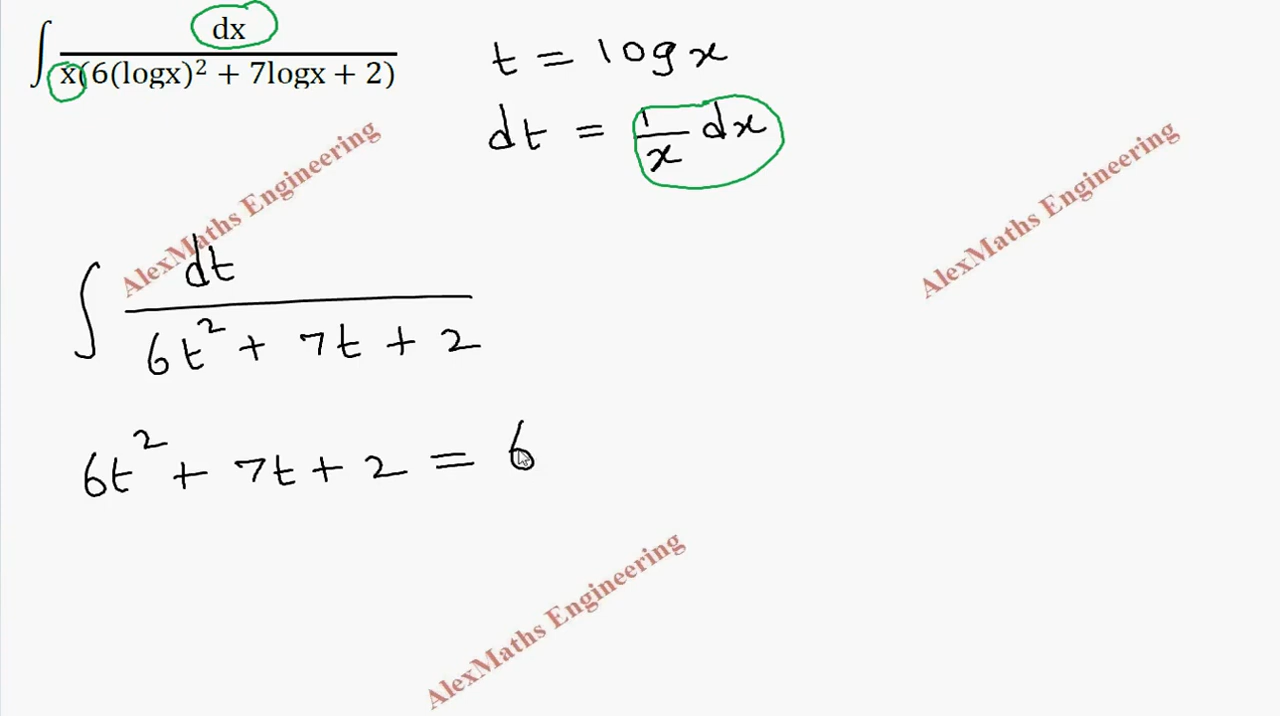 ∫ dx / x(6(logx)² + 7logx + 2)
t = logx
dt = 1/x dx
AlexMaths Engineering
AlexMaths Engineering
∫ dt / 6t² + 7t + 2
6t² + 7t + 2 = 6
AlexMaths Engineering